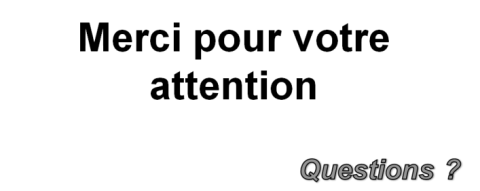 Merci pour votre
attention
Questions ?